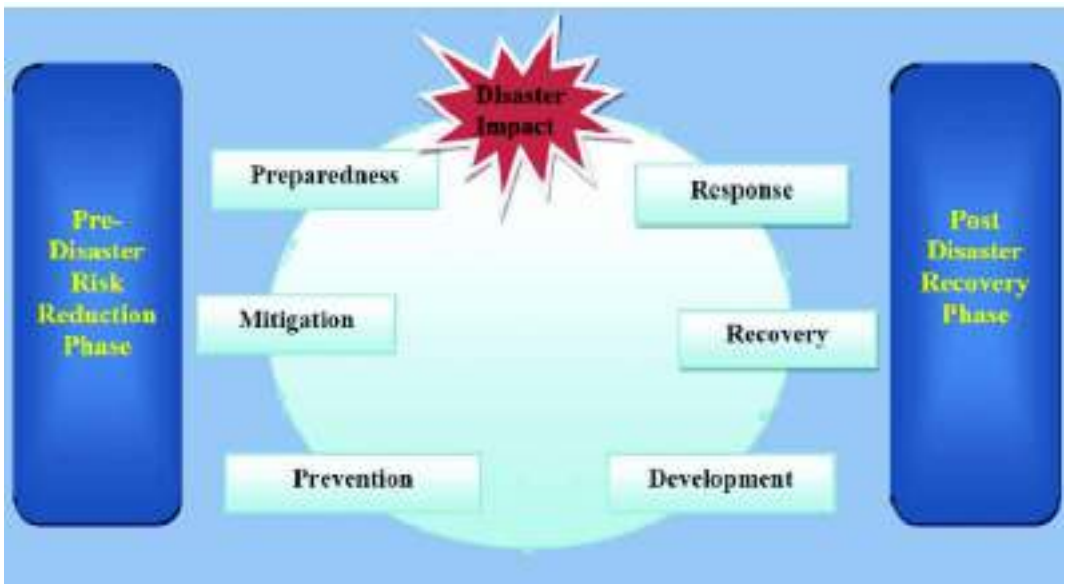 Disaster
Impact
Preparedness
Response
Pre-
Disaster
Risk
Reduction
Phase
Post
Disaster
Recovery
Phase
Mitigation
Recovery
Prevention
Development